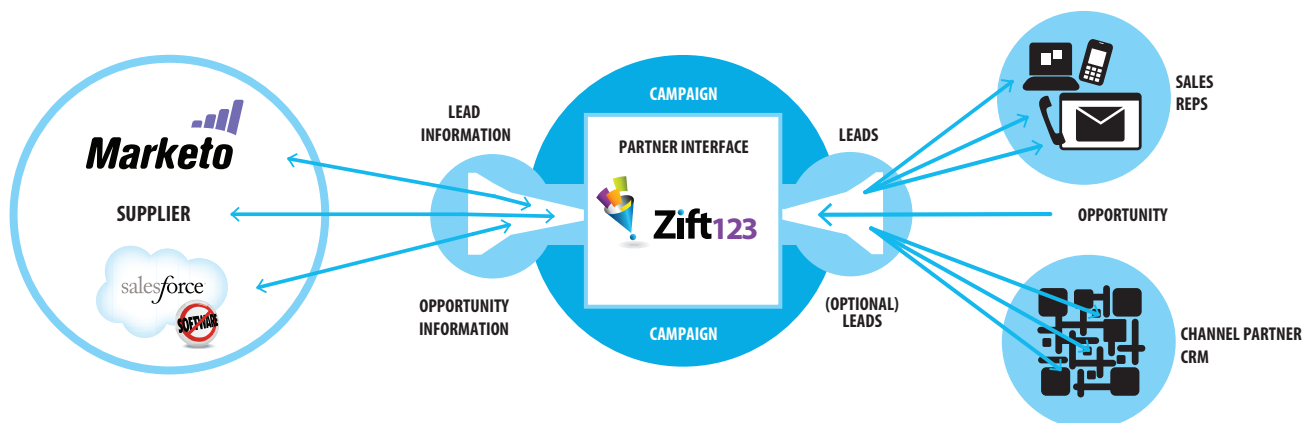 Marketo
SUPPLIER
salesforce
SOFTWARE
LEAD
INFORMATION
OPPORTUNITY
INFORMATION
CAMPAIGN
PARTNER INTERFACE
Zift123
CAMPAIGN
LEADS
(OPTIONAL)
LEADS
SALES
REPS
OPPORTUNITY
CHANNEL PARTNER
CRM